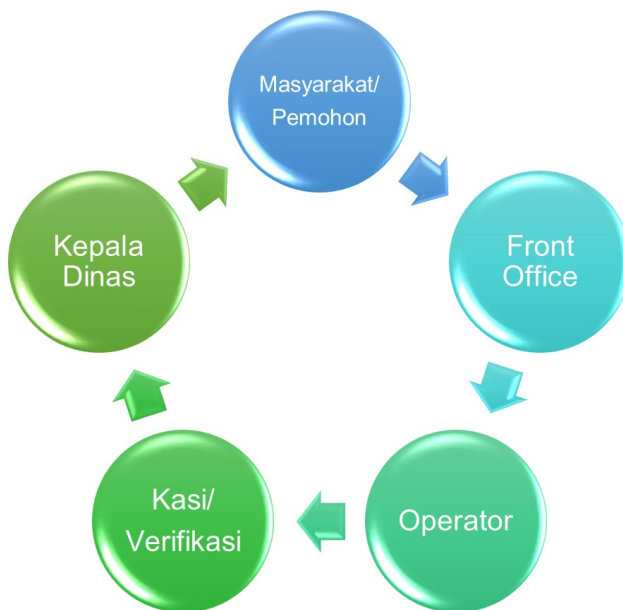 Masyarakat/
Pemohon
Front
Office
Operator
Kasi/
Verifikasi
Kepala
Dinas